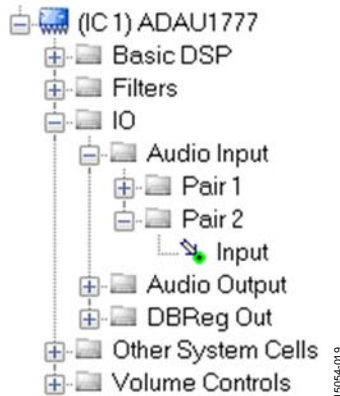 (IC 1) ADAU1777
Basic DSP
Filters
IO
Audio Input
Pair 1
Pair 2
Input
Audio Output
DBReg Out
Other System Cells
Volume Controls
15054-019